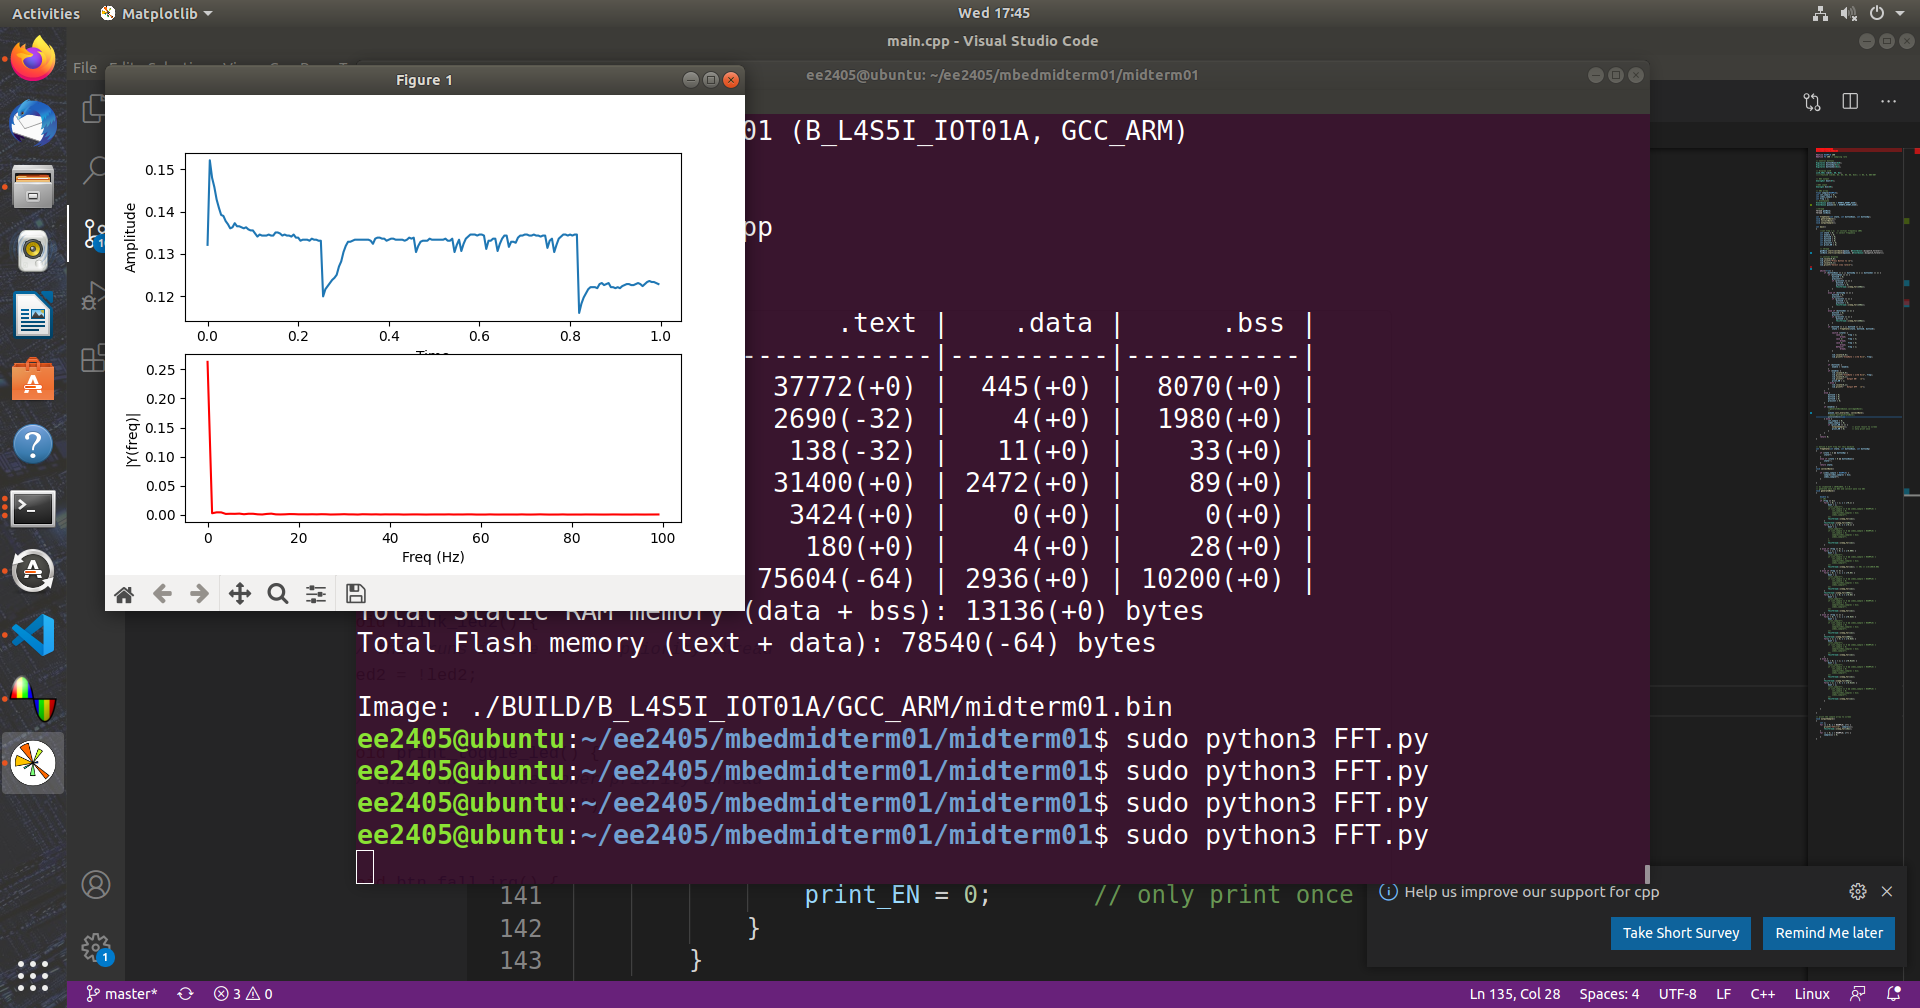 Activities
Matplotlib
Wed 17:45
main.cpp - Visual Studio Code
File
Figure 1
ee2405@ubuntu: ~/ee2405/mbedmidterm01/midterm01
01 (B_L4S5I_IOT01A, GCC_ARM)
pp
0.15
0.14
0.13
0.12
Amplitude
0.0 0.2 0.4 0.6 0.8 1.0
0.25
0.20
0.15
0.10
0.05
0.00
|Y(freq)|
0 20 40 60 80 100
Freq (Hz)
.text | .data | .bss |
------------|----------|-----------|
37772(+0) | 445(+0) | 8070(+0) |
2690(-32) | 4(+0) | 1980(+0) |
138(-32) | 11(+0) | 33(+0) |
31400(+0) | 2472(+0) | 89(+0) |
3424(+0) | 0(+0) | 0(+0) |
180(+0) | 4(+0) | 28(+0) |
75604(-64) | 2936(+0) | 10200(+0) |
Total Static RAM memory (data + bss): 13136(+0) bytes
Total Flash memory (text + data): 78540(-64) bytes
ed2 = !led2;
Image: ./BUILD/B_L4S5I_IOT01A/GCC_ARM/midterm01.bin
ee2405@ubuntu:~/ee2405/mbedmidterm01/midterm01$ sudo python3 FFT.py
ee2405@ubuntu:~/ee2405/mbedmidterm01/midterm01$ sudo python3 FFT.py
ee2405@ubuntu:~/ee2405/mbedmidterm01/midterm01$ sudo python3 FFT.py
ee2405@ubuntu:~/ee2405/mbedmidterm01/midterm01$ sudo python3 FFT.py
141 print_EN = 0; // only print once
142 }
143 }
Help us improve our support for cpp
Take Short Survey
Remind Me later
1
master*
3
0
Ln 135, Col 28
Spaces: 4
UTF-8
LF
C++
Linux